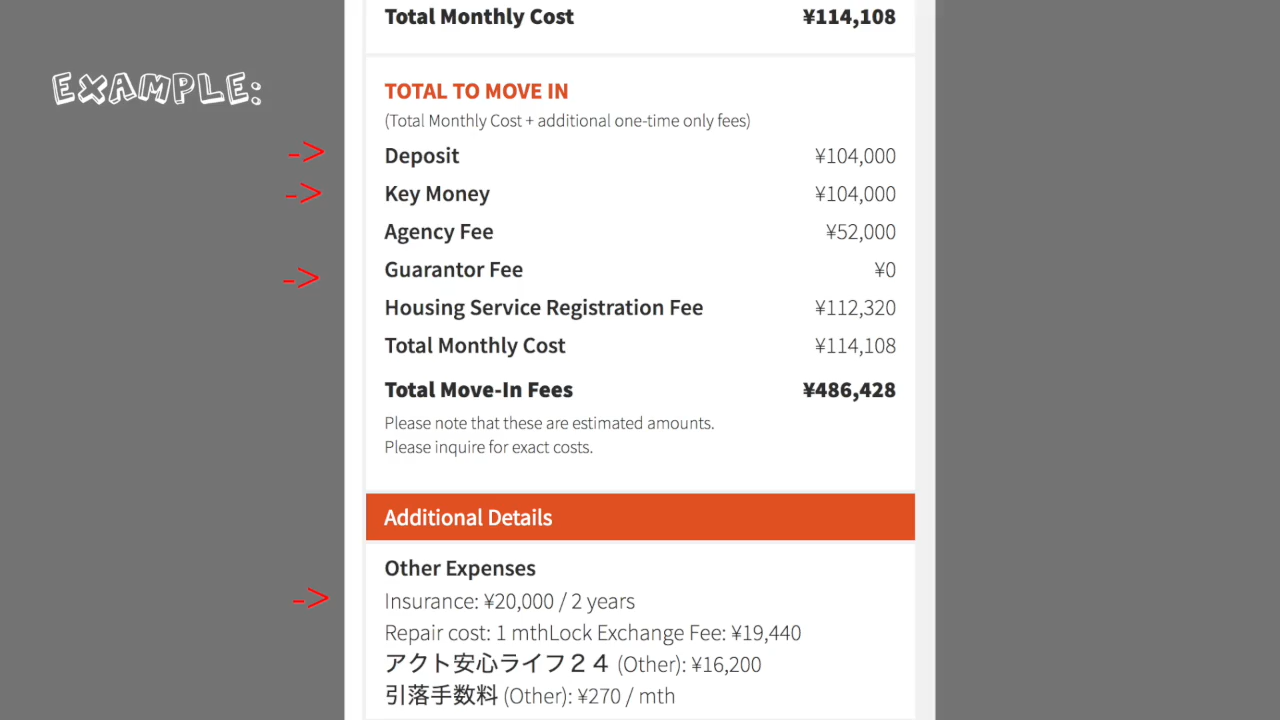 Total Monthly Cost ¥114,108
EXAMPLE:
TOTAL TO MOVE IN
(Total Monthly Cost + additional one-time only fees)
-> Deposit ¥104,000
-> Key Money ¥104,000
Agency Fee ¥52,000
-> Guarantor Fee ¥0
Housing Service Registration Fee ¥112,320
Total Monthly Cost ¥114,108
Total Move-In Fees ¥486,428
Please note that these are estimated amounts.
Please inquire for exact costs.
Additional Details
Other Expenses
-> Insurance: ¥20,000 / 2 years
Repair cost: 1 mthLock Exchange Fee: ¥19,440
アクト安心ライフ２４ (Other): ¥16,200
引落手数料 (Other): ¥270 / mth